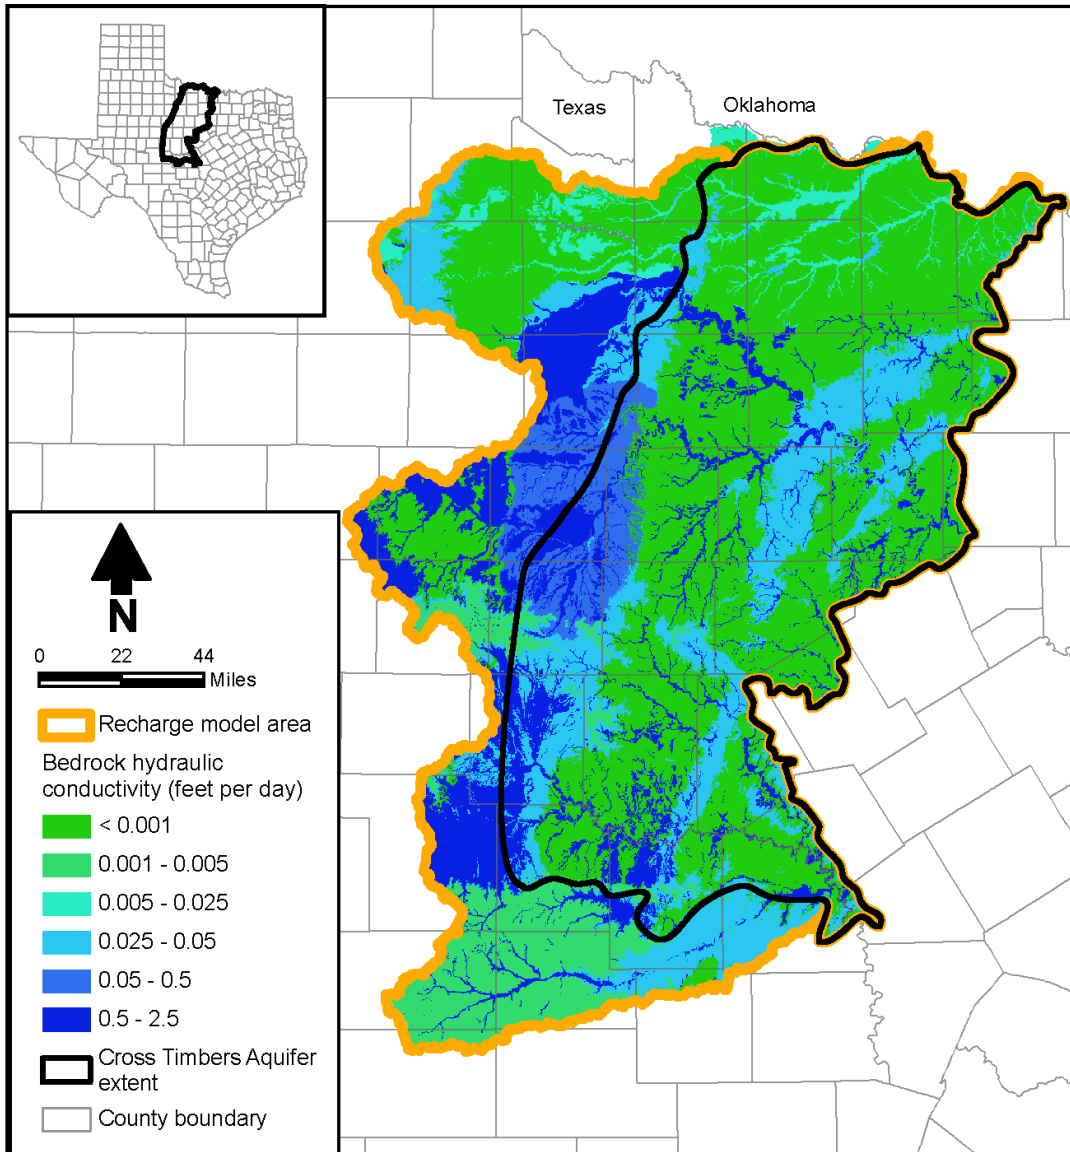 Texas
Oklahoma
N
0 22 44
Miles
Recharge model area
Bedrock hydraulic
conductivity (feet per day)
< 0.001
0.001 - 0.005
0.005 - 0.025
0.025 - 0.05
0.05 - 0.5
0.5 - 2.5
Cross Timbers Aquifer
extent
County boundary